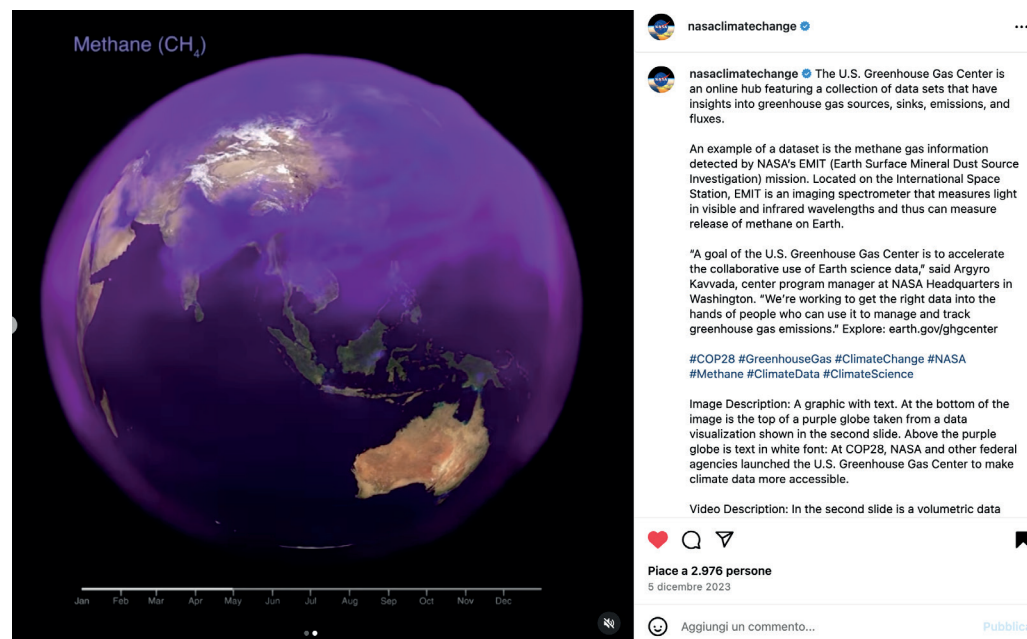 Methane (CH4)
Jan Feb Mar Apr May Jun Jul Aug Sep Oct Nov Dec
nasaclimatechange
nasaclimatechange The U.S. Greenhouse Gas Center is
an online hub featuring a collection of data sets that have
insights into greenhouse gas sources, sinks, emissions, and
fluxes.
An example of a dataset is the methane gas information
detected by NASA's EMIT (Earth Surface Mineral Dust Source
Investigation) mission. Located on the International Space
Station, EMIT is an imaging spectrometer that measures light
in visible and infrared wavelengths and thus can measure
release of methane on Earth.
“A goal of the U.S. Greenhouse Gas Center is to accelerate
the collaborative use of Earth science data,” said Argyro
Kavvada, center program manager at NASA Headquarters in
Washington. “We’re working to get the right data into the
hands of people who can use it to manage and track
greenhouse gas emissions.” Explore: earth.gov/ghgcenter
#COP28 #GreenhouseGas #ClimateChange #NASA
#Methane #ClimateData #ClimateScience
Image Description: A graphic with text. At the bottom of the
image is the top of a purple globe taken from a data
visualization shown in the second slide. Above the purple
globe is text in white font: At COP28, NASA and other federal
agencies launched the U.S. Greenhouse Gas Center to make
climate data more accessible.
Video Description: In the second slide is a volumetric data
Piace a 2.976 persone
5 dicembre 2023
Aggiungi un commento...
Pubblica